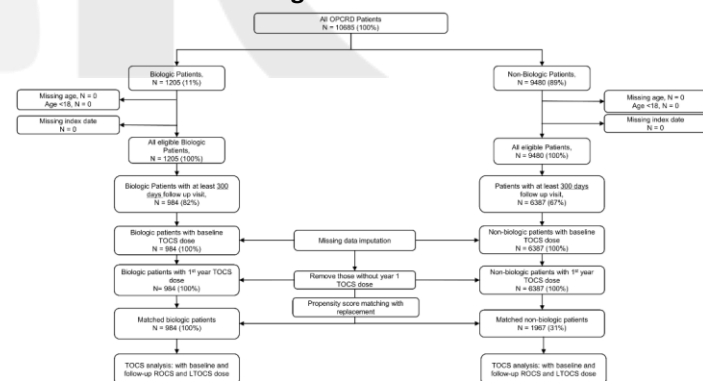 All OPCRD Patients
N = 10685 (100%)
Biologic Patients,
N = 1205 (11%)
Non-Biologic Patients,
N = 9480 (89%)
Missing age, N = 0
Age <18, N = 0
Missing age, N = 0
Age <18, N = 0
Missing index date
N = 0
Missing index date
N = 0
All eligible Biologic
Patients,
N = 1205 (100%)
All eligible Patients,
N = 9480 (100%)
Biologic Patients with at least 300
days follow up visit,
N = 984 (82%)
Patients with at least 300 days
follow up visit,
N = 6387 (67%)
Biologic patients with baseline
TOCS dose
N = 984 (100%)
Missing data imputation
Non-biologic patients with baseline
TOCS dose
N = 6387 (100%)
Biologic patients with 1st year TOCS
dose
N= 984 (100%)
Remove those without year 1
TOCS dose
Non-biologic patients with 1st year
TOCS dose
N = 6387 (100%)
Propensity score matching with
replacement
Matched biologic patients
N = 984 (100%)
Matched non-biologic patients
N = 1967 (31%)
TOCS analysis: with baseline and
follow-up ROCS and LTOCS dose
TOCS analysis: with baseline and
follow-up ROCS and LTOCS dose